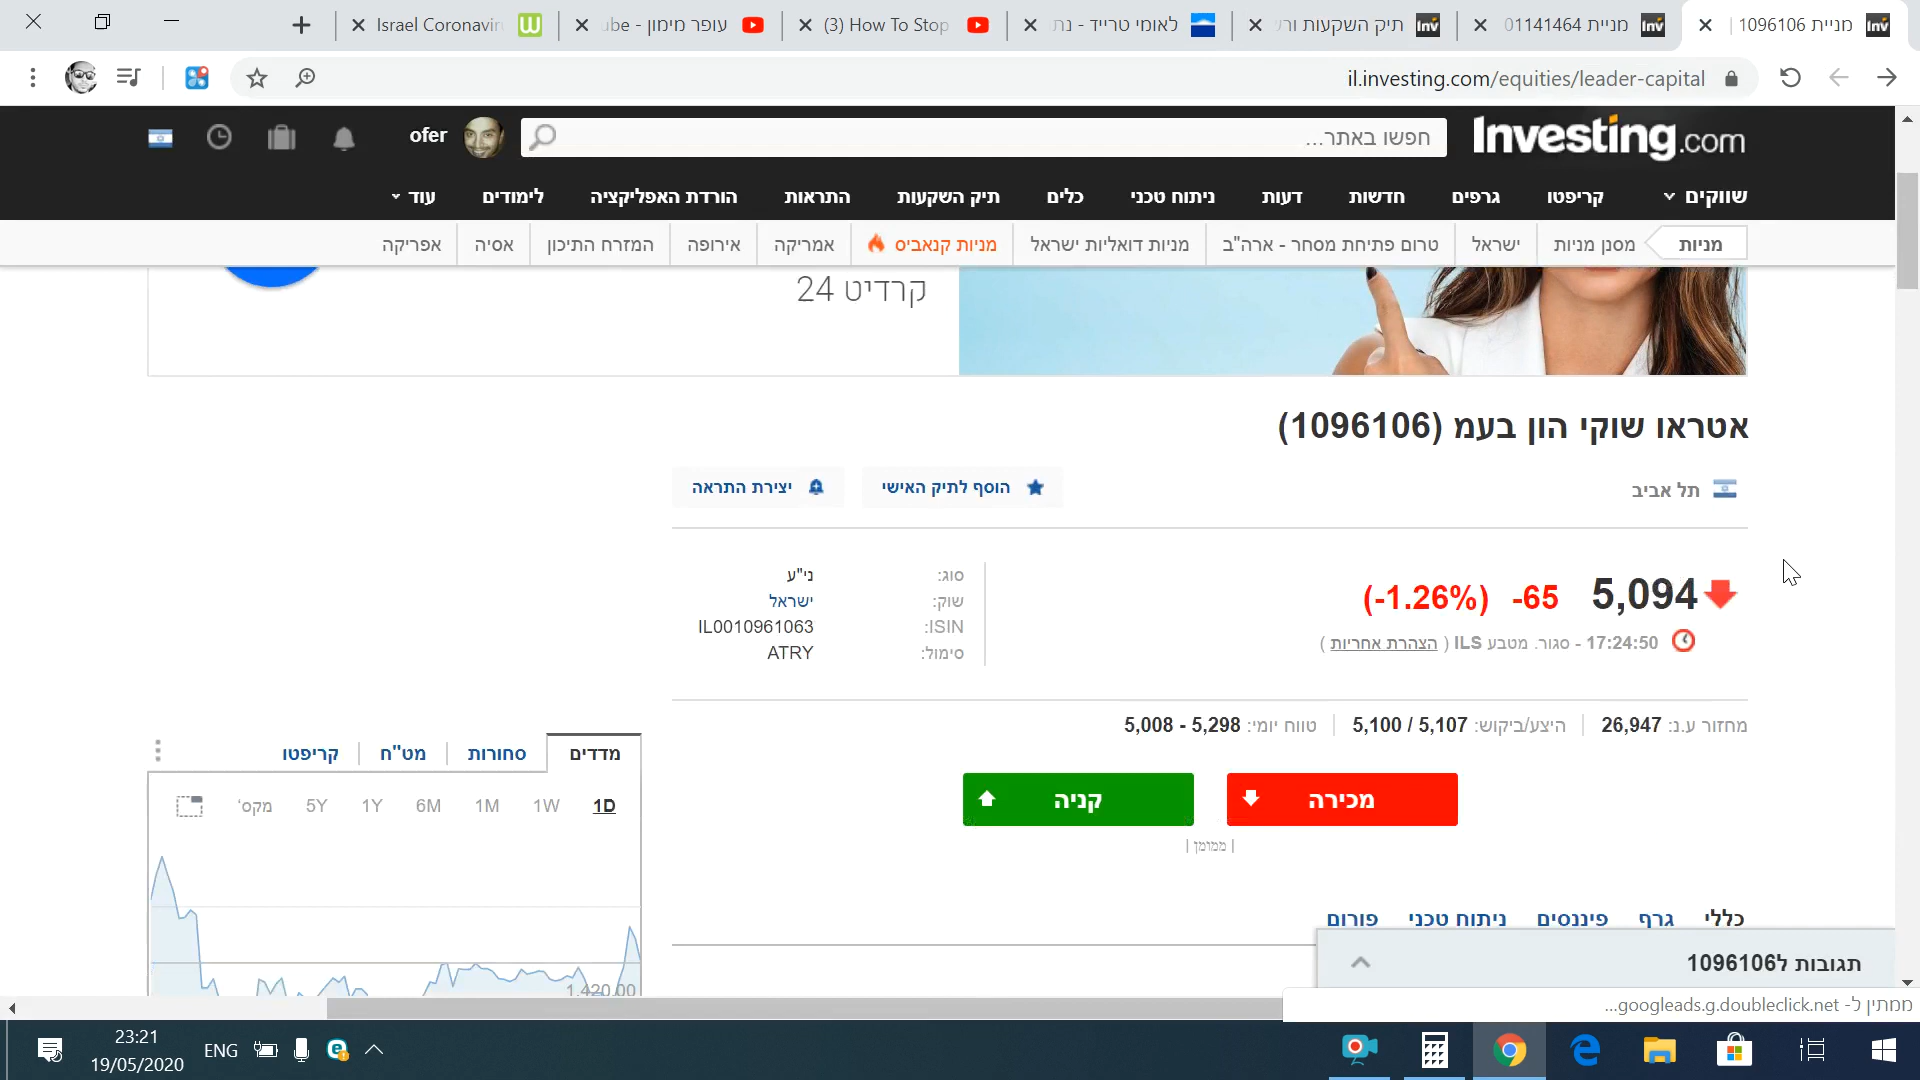 מניית 1096106 |
מניית 01141464
תיק השקעות ורי
לאומי טרייד - נתו
(3) How To Stop
עופר מימון - ube
Israel Coronavir
il.investing.com/equities/leader-capital
Investing.com
חפשו באתר...
ofer
שווקים
קריפטו
גרפים
חדשות
דעות
ניתוח טכני
כלים
תיק השקעות
התראות
הורדת האפליקציה
לימודים
עוד
מניות
מסנן מניות
ישראל
טרום פתיחת מסחר - ארה"ב
מניות דואליות ישראל
מניות קנאביס
אמריקה
אירופה
המזרח התיכון
אסיה
אפריקה
קרדיט 24
אטראו שוקי הון בעמ (1096106)
תל אביב
הוסף לתיק האישי
יצירת התראה
5,094 -65 (-1.26%)
17:24:50 - סגור. מטבע ILS ( הצהרת אחריות )
סוג: ני"ע
שוק: ישראל
ISIN: IL0010961063
סימול: ATRY
מחזור ע.נ: 26,947
היצע/ביקוש: 5,100 / 5,107
טווח יומי: 5,008 - 5,298
מכירה
קניה
| ממומן |
מדדים
סחורות
מט"ח
קריפטו
1D 1W 1M 6M 1Y 5Y מקס'
1,420.00
כללי
גרף
פיננסים
ניתוח טכני
פורום
תגובות ל1096106
ממתין ל- googleads.g.doubleclick.net...
23:21
19/05/2020
ENG